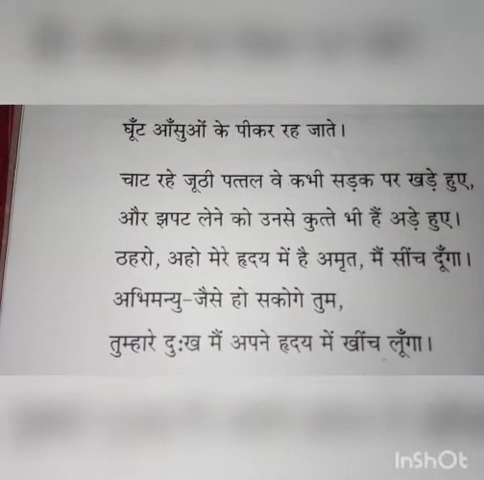 घूँट आँसुओं के पीकर रह जाते।
चाट रहे जूठी पत्तल वे कभी सड़क पर खड़े हुए,
और झपट लेने को उनसे कुत्ते भी हैं अड़े हुए।
ठहरो, अहो मेरे हृदय में है अमृत, मैं सींच दूँगा।
अभिमन्यु-जैसे हो सकोगे तुम,
तुम्हारे दुःख मैं अपने हृदय में खींच लूँगा।
InShOt